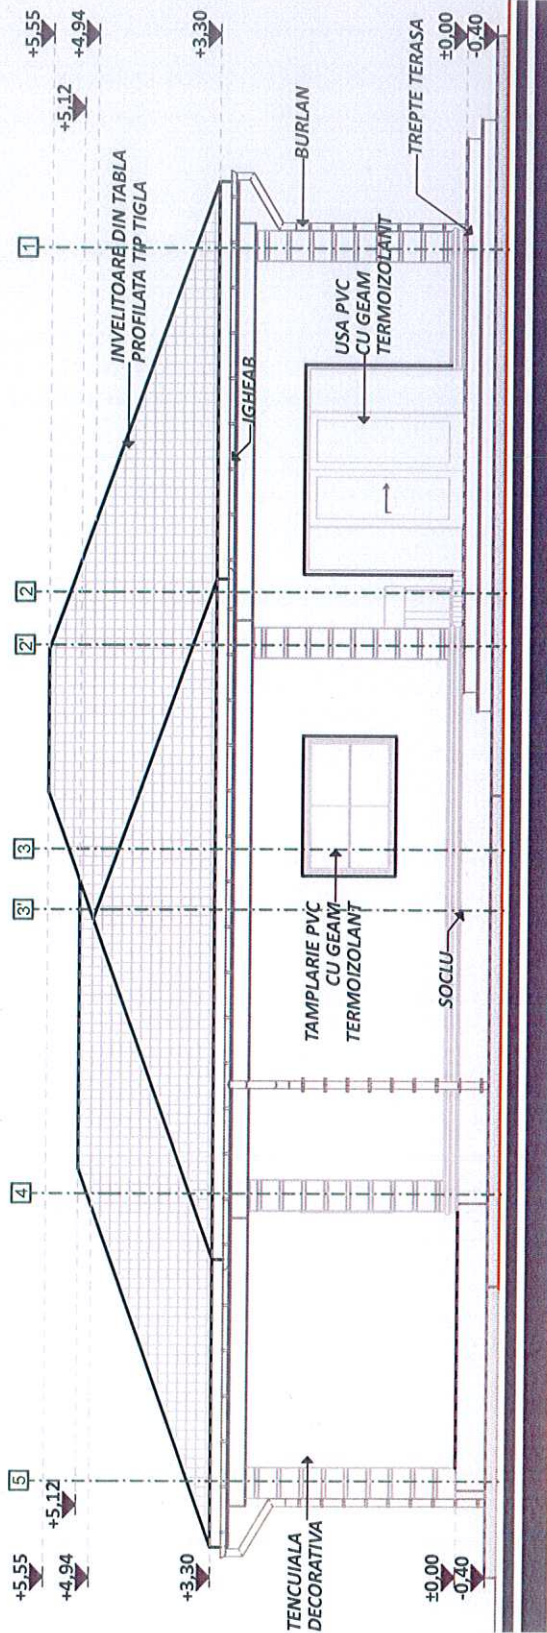 +5,55
+5,12
+4,94
+3,30
±0,00
-0,40
5
4
3'
3
2'
2
1
+5,55
+5,12
+4,94
+3,30
±0,00
-0,40
INVELITOARE DIN TABLA
PROFILATA TIP TIGLA
JGHEAB
BURLAN
TENCUIALA
DECORATIVA
TAMPLARIE PVC
CU GEAM
TERMOIZOLANT
USA PVC
CU GEAM
TERMOIZOLANT
SOCLU
TREPTE TERASA